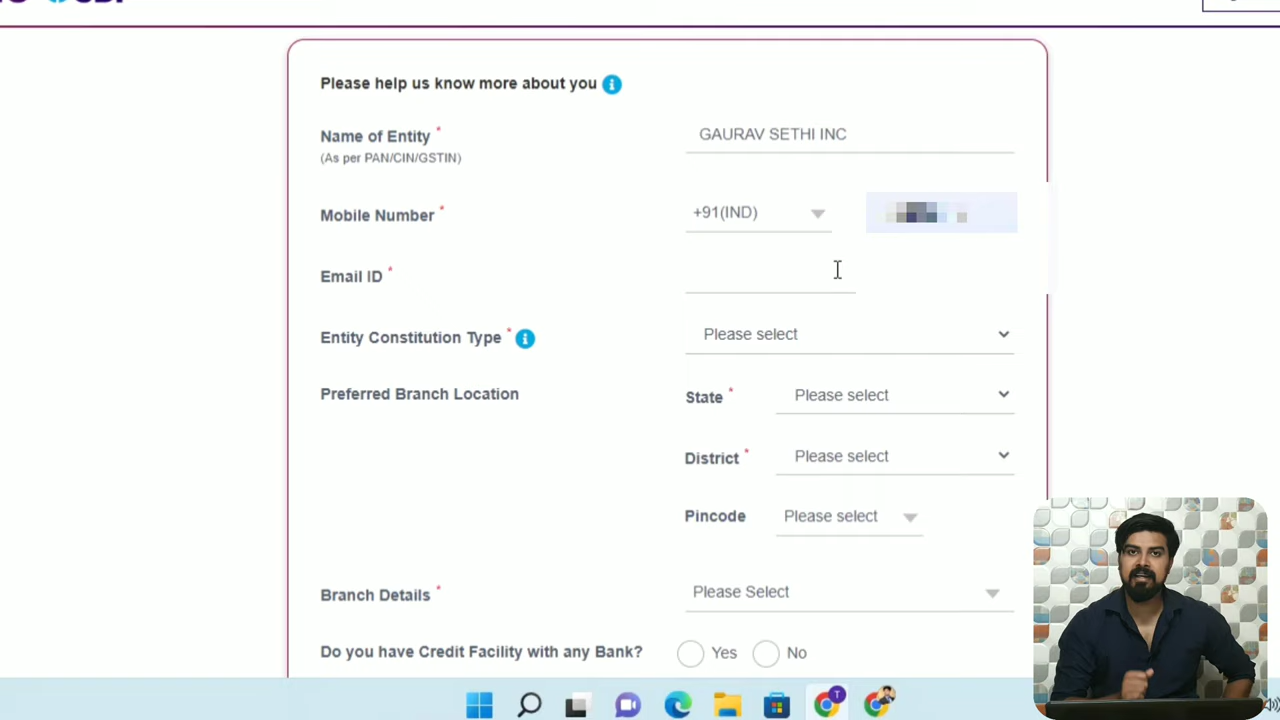 Please help us know more about you
Name of Entity *
GAURAV SETHI INC
(As per PAN/CIN/GSTIN)
Mobile Number *
+91(IND)
Email ID *
Entity Constitution Type *
Please select
Preferred Branch Location
State *
Please select
District *
Please select
Pincode
Please select
Branch Details *
Please Select
Do you have Credit Facility with any Bank?
Yes
No